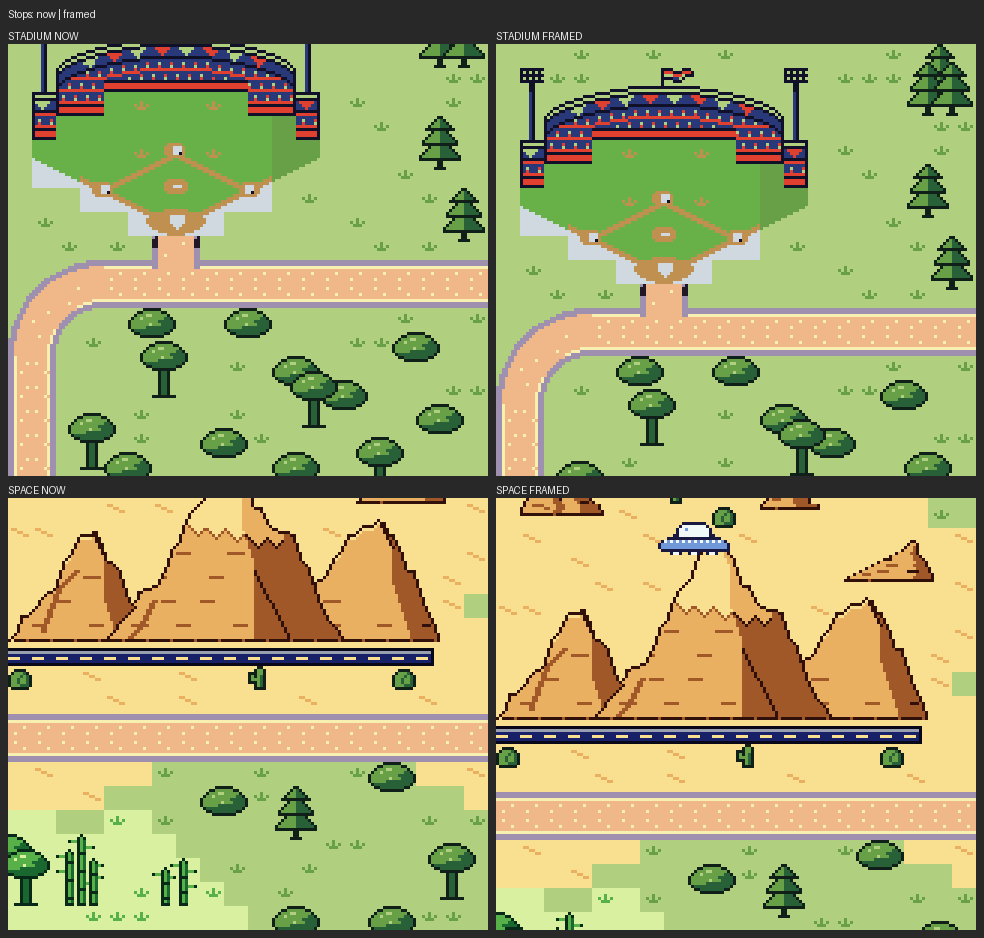 Stops: now | framed
STADIUM NOW
STADIUM FRAMED
SPACE NOW
SPACE FRAMED